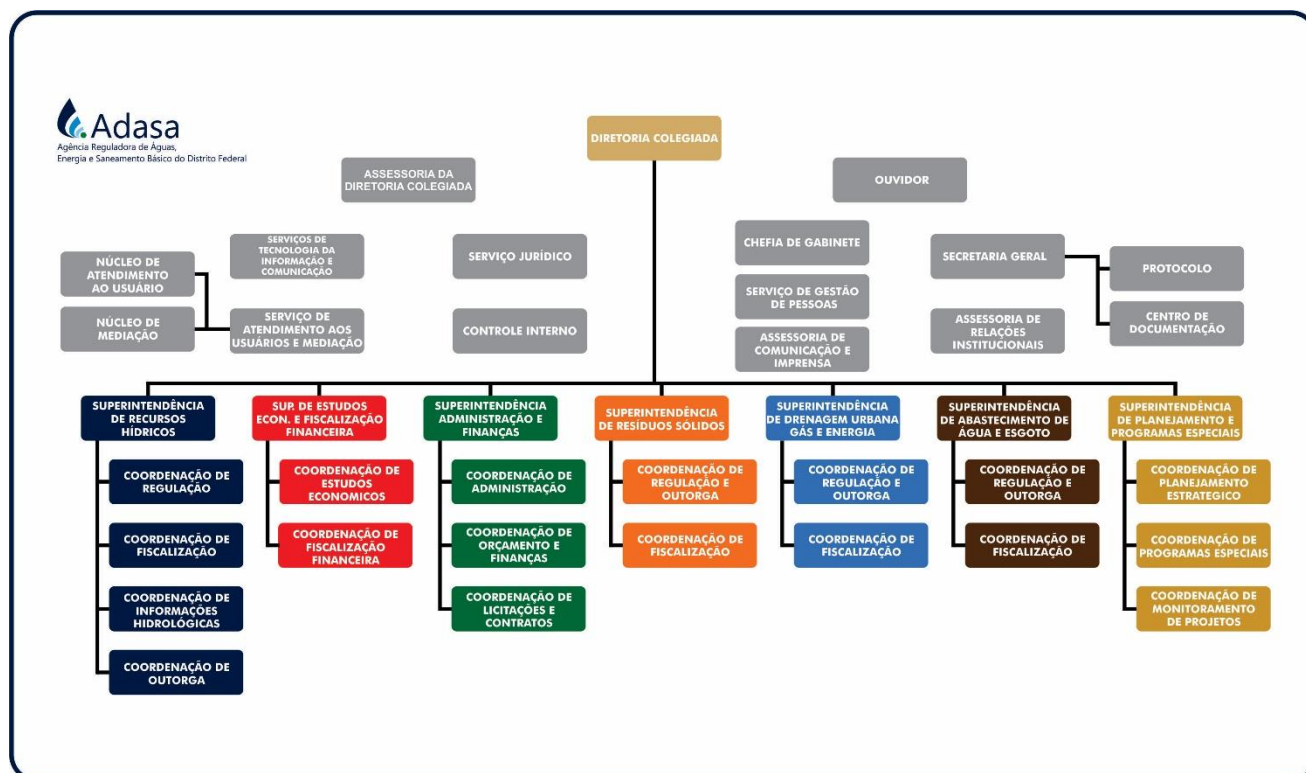 Adasa
Agência Reguladora de Águas,
Energia e Saneamento Básico do Distrito Federal
DIRETORIA COLEGIADA
ASSESSORIA DA
DIRETORIA COLEGIADA
OUVIDOR
NÚCLEO DE
ATENDIMENTO
AO USUÁRIO
NÚCLEO DE
MEDIAÇÃO
SERVIÇOS DE
TECNOLOGIA DA
INFORMAÇÃO E
COMUNICAÇÃO
SERVIÇO DE
ATENDIMENTO AOS
USUÁRIOS E MEDIAÇÃO
SERVIÇO JURÍDICO
CONTROLE INTERNO
CHEFIA DE GABINETE
SERVIÇO DE GESTÃO
DE PESSOAS
ASSESSORIA DE
COMUNICAÇÃO E
IMPRENSA
SECRETARIA GERAL
ASSESSORIA DE
RELAÇÕES
INSTITUCIONAIS
PROTOCOLO
CENTRO DE
DOCUMENTAÇÃO
SUPERINTENDÊNCIA
DE RECURSOS
HÍDRICOS
COORDENAÇÃO DE
REGULAÇÃO
COORDENAÇÃO DE
FISCALIZAÇÃO
COORDENAÇÃO DE
INFORMAÇÕES
HIDROLÓGICAS
COORDENAÇÃO DE
OUTORGA
SUP. DE ESTUDOS
ECON. E FISCALIZAÇÃO
FINANCEIRA
COORDENAÇÃO DE
ESTUDOS
ECONOMICOS
COORDENAÇÃO DE
FISCALIZAÇÃO
FINANCEIRA
SUPERINTENDÊNCIA
ADMINISTRAÇÃO E
FINANÇAS
COORDENAÇÃO DE
ADMINISTRAÇÃO
COORDENAÇÃO DE
ORÇAMENTO E
FINANÇAS
COORDENAÇÃO DE
LICITAÇÕES E
CONTRATOS
SUPERINTENDÊNCIA
DE RESÍDUOS SÓLIDOS
COORDENAÇÃO DE
REGULAÇÃO E
OUTORGA
COORDENAÇÃO
DE FISCALIZAÇÃO
SUPERINTENDÊNCIA
DE DRENAGEM URBANA
GÁS E ENERGIA
COORDENAÇÃO DE
REGULAÇÃO E
OUTORGA
COORDENAÇÃO
DE FISCALIZAÇÃO
SUPERINTENDÊNCIA
DE ABASTECIMENTO DE
ÁGUA E ESGOTO
COORDENAÇÃO DE
REGULAÇÃO E
OUTORGA
COORDENAÇÃO
DE FISCALIZAÇÃO
SUPERINTENDÊNCIA
DE PLANEJAMENTO E
PROGRAMAS ESPECIAIS
COORDENAÇÃO DE
PLANEJAMENTO
ESTRATEGICO
COORDENAÇÃO DE
PROGRAMAS ESPECIAIS
COORDENAÇÃO DE
MONITORAMENTO
DE PROJETOS